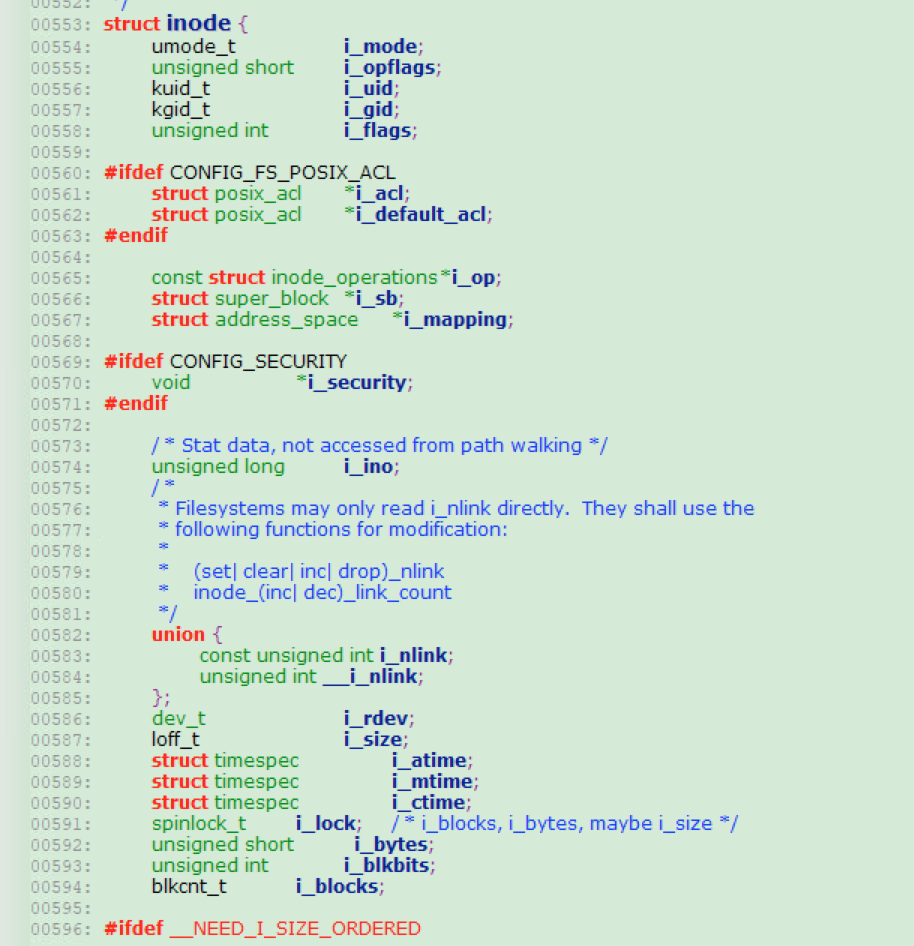 00552:  */
00553: struct inode {
00554:     umode_t          i_mode;
00555:     unsigned short      i_opflags;
00556:     kuid_t          i_uid;
00557:     kgid_t          i_gid;
00558:     unsigned int      i_flags;
00559:
00560: #ifdef CONFIG_FS_POSIX_ACL
00561:     struct posix_acl    *i_acl;
00562:     struct posix_acl    *i_default_acl;
00563: #endif
00564:
00565:     const struct inode_operations*i_op;
00566:     struct super_block  *i_sb;
00567:     struct address_space    *i_mapping;
00568:
00569: #ifdef CONFIG_SECURITY
00570:     void          *i_security;
00571: #endif
00572:
00573:     / * Stat data, not accessed from path walking */
00574:     unsigned long      i_ino;
00575:     / *
00576:      * Filesystems may only read i_nlink directly.  They shall use the
00577:      * following functions for modification:
00578:      *
00579:      *    (set| clear| inc| drop)_nlink
00580:      *    inode_(inc| dec)_link_count
00581:      */
00582:     union {
00583:         const unsigned int i_nlink;
00584:         unsigned int __i_nlink;
00585:     };
00586:     dev_t          i_rdev;
00587:     loff_t          i_size;
00588:     struct timespec          i_atime;
00589:     struct timespec          i_mtime;
00590:     struct timespec          i_ctime;
00591:     spinlock_t      i_lock;   / * i_blocks, i_bytes, maybe i_size */
00592:     unsigned short      i_bytes;
00593:     unsigned int      i_blkbits;
00594:     blkcnt_t      i_blocks;
00595:
00596: #ifdef __NEED_I_SIZE_ORDERED